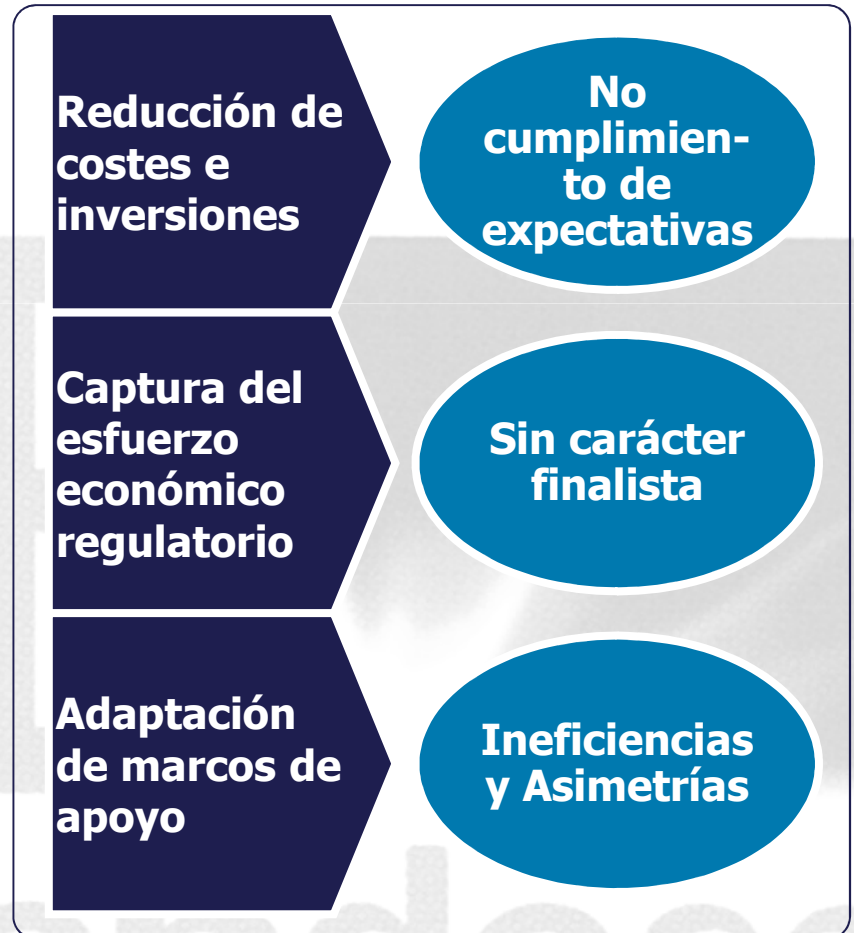 Reducción de
costes e
inversiones
No
cumplimien-
to de
expectativas
Captura del
esfuerzo
económico
regulatorio
Sin carácter
finalista
Adaptación
de marcos de
apoyo
Ineficiencias
y Asimetrías